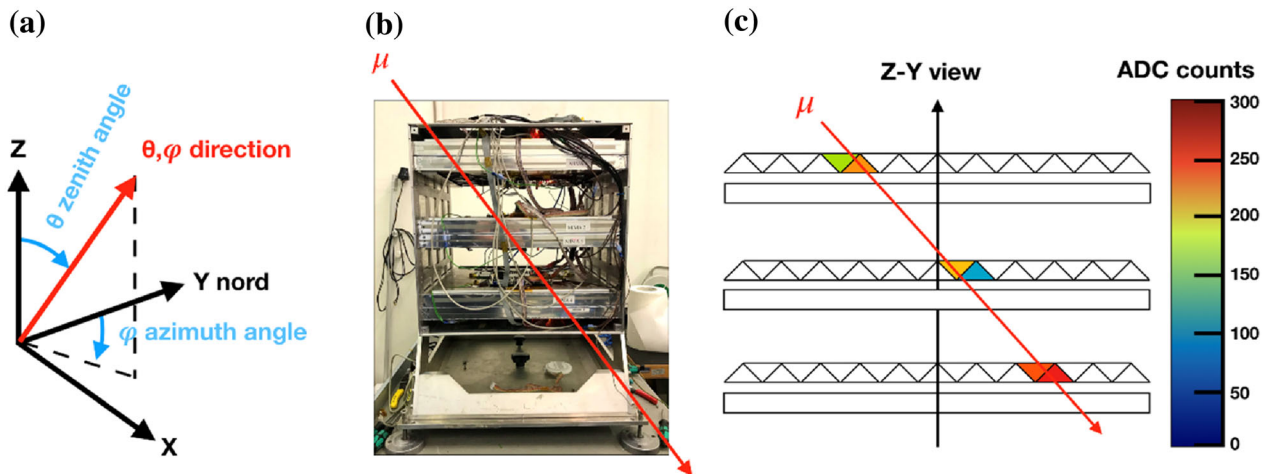 (a)
Z
θ zenith angle
θ,φ direction
Y nord
φ azimuth angle
X
(b)
μ
(c)
Z-Y view
ADC counts
μ
300
250
200
150
100
50
0